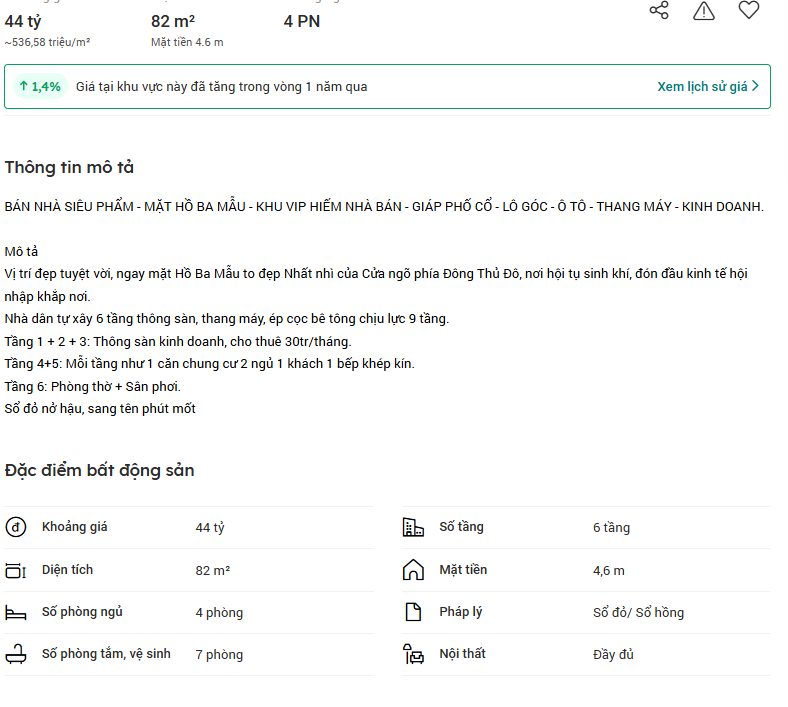 44 tỷ
82 m²
4 PN
~536,58 triệu/m²
Mặt tiền 4.6 m
1,4%
Giá tại khu vực này đã tăng trong vòng 1 năm qua
Xem lịch sử giá
Thông tin mô tả
BÁN NHÀ SIÊU PHẨM - MẶT HỒ BA MẪU - KHU VIP HIẾM NHÀ BÁN - GIÁP PHỐ CỔ - LÔ GÓC - Ô TÔ - THANG MÁY - KINH DOANH.
Mô tả
Vị trí đẹp tuyệt vời, ngay mặt Hồ Ba Mẫu to đẹp Nhất nhì của Cửa ngõ phía Đông Thủ Đô, nơi hội tụ sinh khí, đón đầu kinh tế hội
nhập khắp nơi.
Nhà dân tự xây 6 tầng thông sàn, thang máy, ép cọc bê tông chịu lực 9 tầng.
Tầng 1 + 2 + 3: Thông sàn kinh doanh, cho thuê 30tr/tháng.
Tầng 4+5: Mỗi tầng như 1 căn chung cư 2 ngủ 1 khách 1 bếp khép kín.
Tầng 6: Phòng thờ + Sân phơi.
Sổ đỏ nở hậu, sang tên phút mốt
Đặc điểm bất động sản
Khoảng giá 44 tỷ
Số tầng 6 tầng
Diện tích 82 m²
Mặt tiền 4,6 m
Số phòng ngủ 4 phòng
Pháp lý Sổ đỏ/ Sổ hồng
Số phòng tắm, vệ sinh 7 phòng
Nội thất Đầy đủ